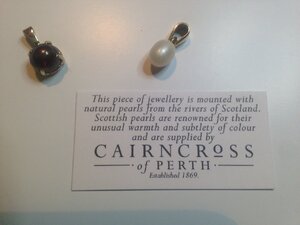 This piece of jewellery is mounted with
natural pearls from the rivers of Scotland.
Scottish pearls are renowned for their
unusual warmth and subtlety of colour
and are supplied by
CAIRNCROSS
of PERTH
Established 1869.